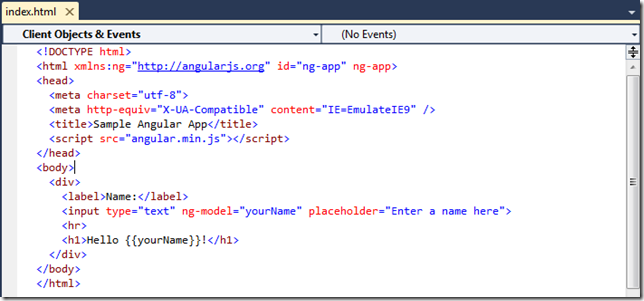 index.html
Client Objects & Events (No Events)
<!DOCTYPE html>
<html xmlns:ng="http://angularjs.org" id="ng-app" ng-app>
<head>
<meta charset="utf-8">
<meta http-equiv="X-UA-Compatible" content="IE=EmulateIE9" />
<title>Sample Angular App</title>
<script src="angular.min.js"></script>
</head>
<body>
<div>
<label>Name:</label>
<input type="text" ng-model="yourName" placeholder="Enter a name here">
<hr>
<h1>Hello {{yourName}}!</h1>
</div>
</body>
</html>